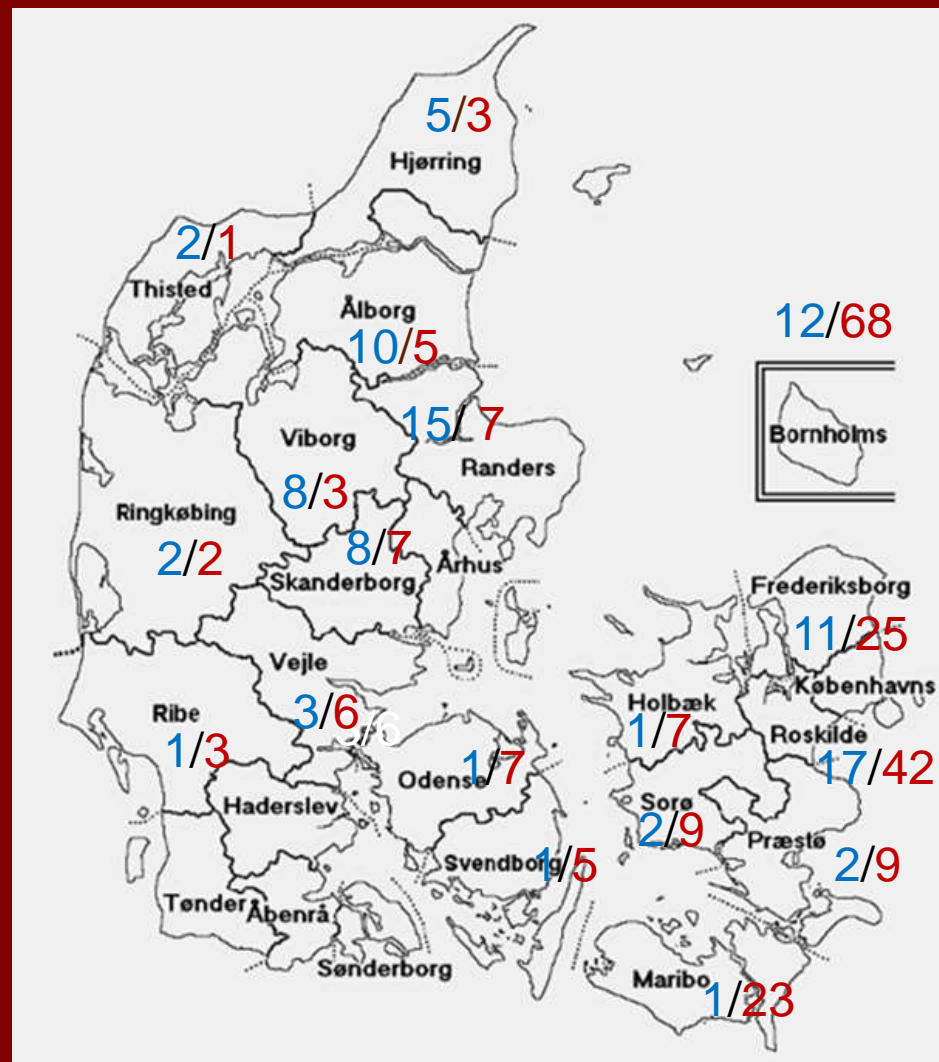 5/3
Hjørring
2/1
Thisted
Ålborg
10/5
12/68
15/ 7
Bornholms
Viborg
Randers
8/3
Ringkøbing
2/2
8/7
Århus
Skanderborg
Frederiksborg
11/25
Vejle
Københavns
3/6
Holbæk
1/7
Ribe
1/3
Roskilde
17/42
1/7
Odense
Haderslev
Sorø
2/9
Præstø
2/9
Svendborg
1/5
Tønder
Åbenrå
Sønderborg
Maribo
1/23